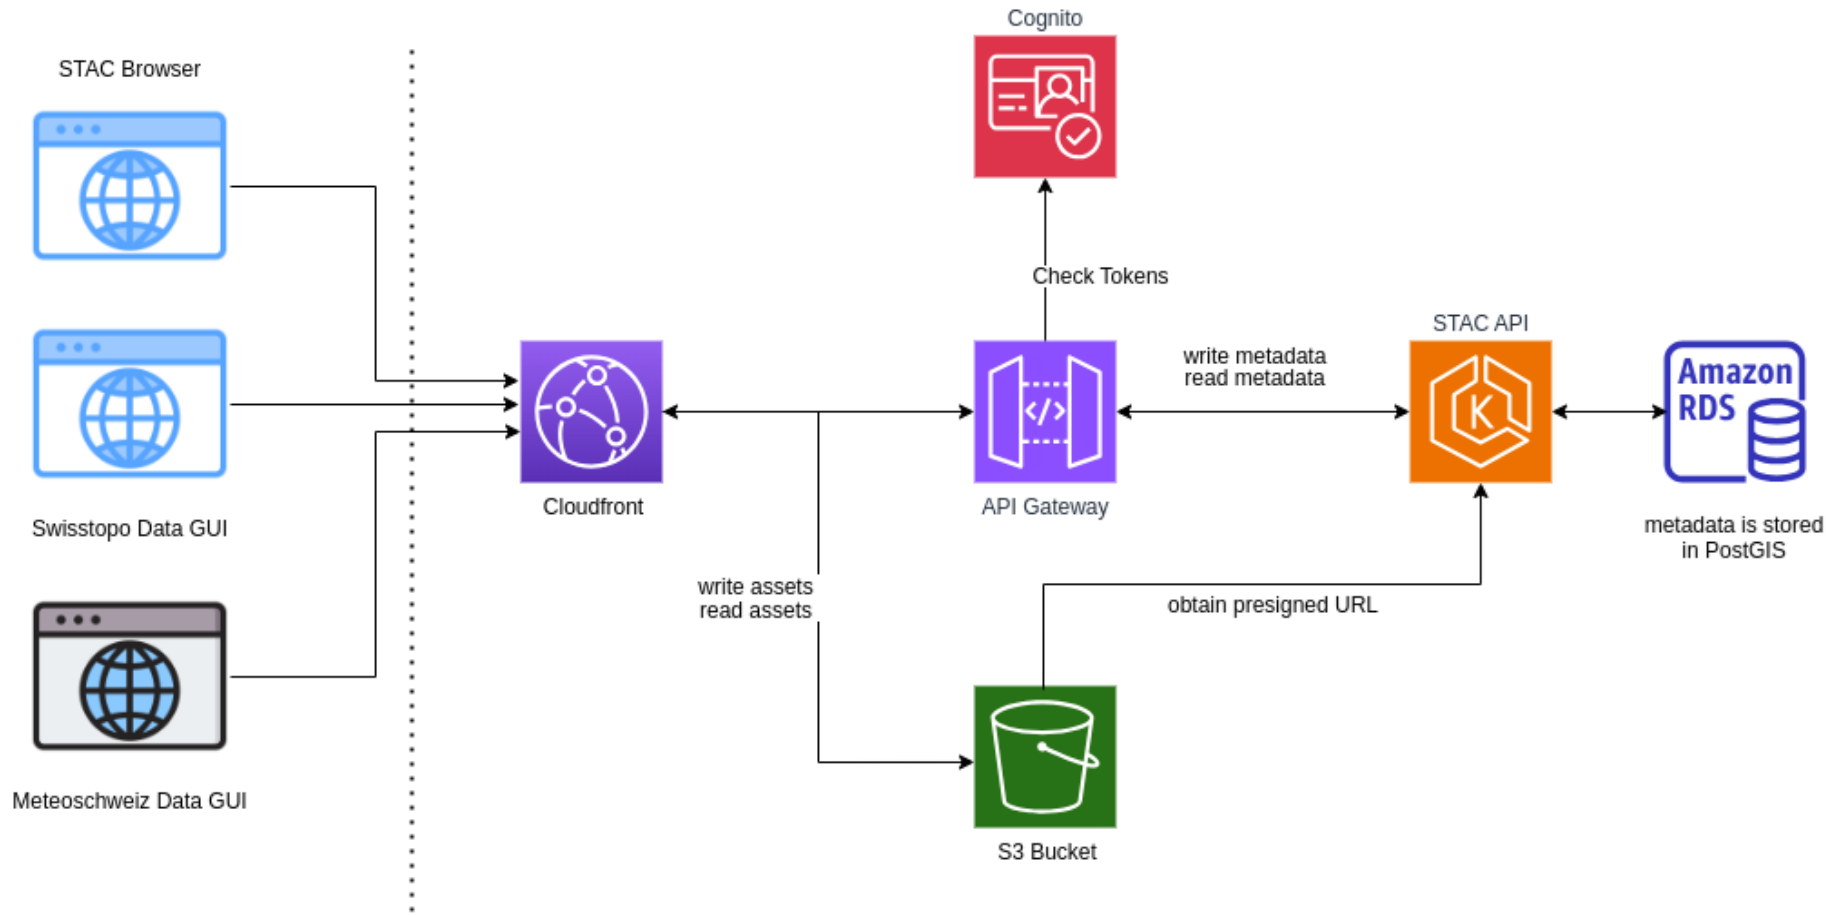 Cognito
STAC Browser
Check Tokens
STAC API
write metadata
read metadata
Amazon
RDS
</>
K
Cloudfront
API Gateway
Swisstopo Data GUI
metadata is stored
in PostGIS
write assets
read assets
obtain presigned URL
Meteoschweiz Data GUI
S3 Bucket